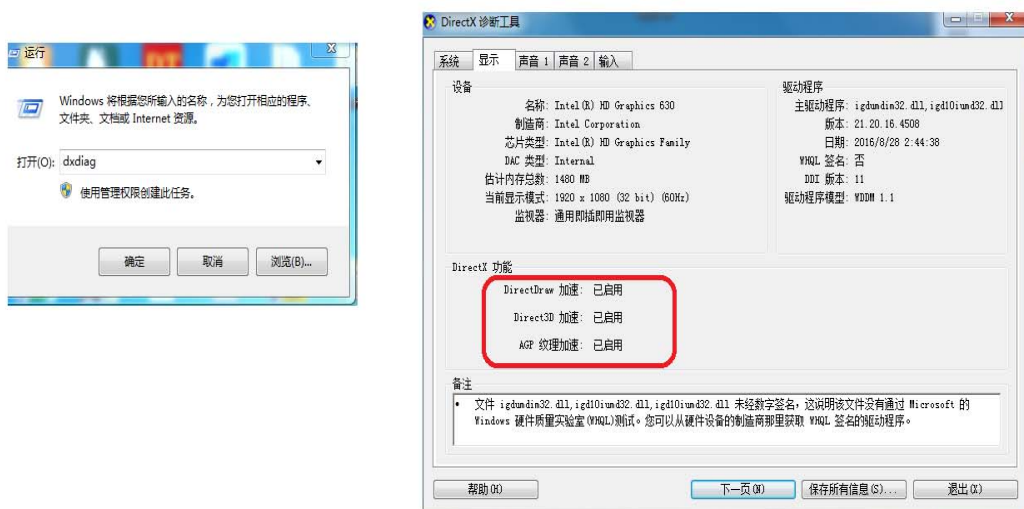 运行
Windows 将根据您所输入的名称，为您打开相应的程序、
文件夹、文档或 Internet 资源。
打开(O): dxdiag
使用管理权限创建此任务。
确定 取消 浏览(B)...
DirectX 诊断工具
系统 显示 声音 1 声音 2 输入
设备
名称: Intel(R) HD Graphics 630
制造商: Intel Corporation
芯片类型: Intel(R) HD Graphics Family
DAC 类型: Internal
估计内存总数: 1480 MB
当前显示模式: 1920 x 1080 (32 bit) (60Hz)
监视器: 通用即插即用监视器
驱动程序
主驱动程序: igdumdim32.dll,igd10iumd32.dll
版本: 21.20.16.4508
日期: 2016/8/28 2:44:38
WHQL 签名: 否
DDI 版本: 11
驱动程序模型: WDDM 1.1
DirectX 功能
DirectDraw 加速: 已启用
Direct3D 加速: 已启用
AGP 纹理加速: 已启用
备注
• 文件 igdumdim32.dll,igd10iumd32.dll,igd10iumd32.dll 未经数字签名，这说明该文件没有通过 Microsoft 的
Windows 硬件质量实验室(WHQL)测试。您可以从硬件设备的制造商那里获取 WHQL 签名的驱动程序。
帮助(H) 下一页(N) 保存所有信息(S)... 退出(X)